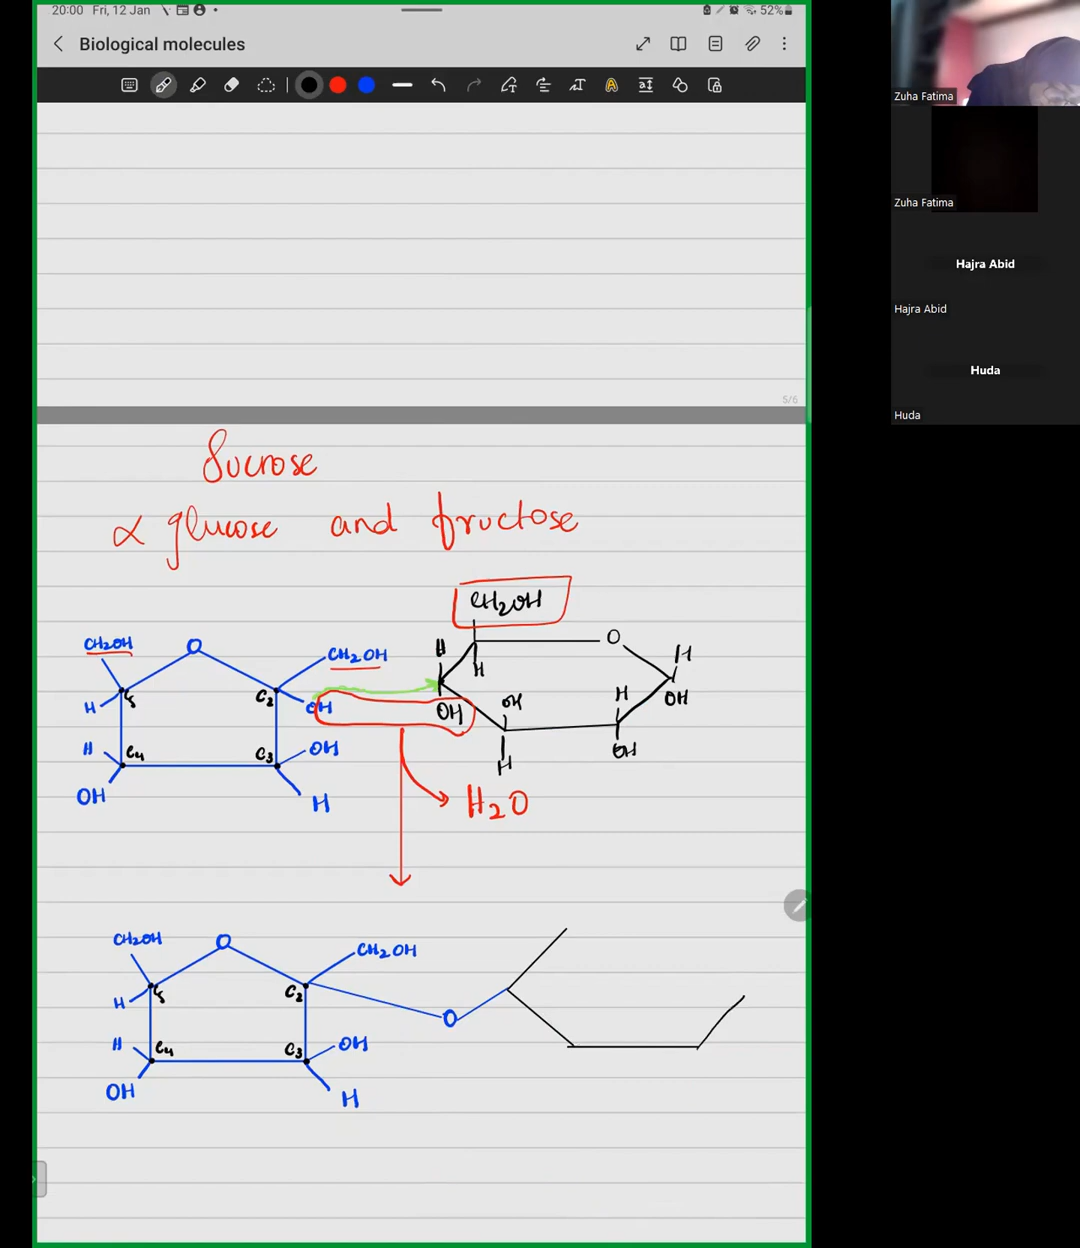 20:00 Fri, 12 Jan
52%
Biological molecules
Zuha Fatima
Zuha Fatima
Hajra Abid
Hajra Abid
Huda
Huda
5/6
Sucrose
α glucose and fructose
CH2OH
CH2OH O CH2OH H O H
H C5 C2 OH H OH OH H OH
H C4 C3 OH H OH
OH H
H2O
CH2OH O CH2OH
H C5 C2 O
H C4 C3 OH
OH H